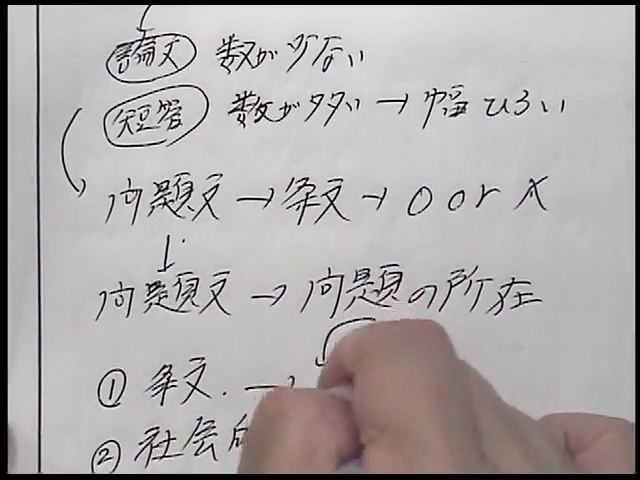 論文 数が少ない
短答 数が多い → 幅ひろい
問題文 → 条文 → O or X
問題文 → 問題の所在
① 条文. →
② 社会